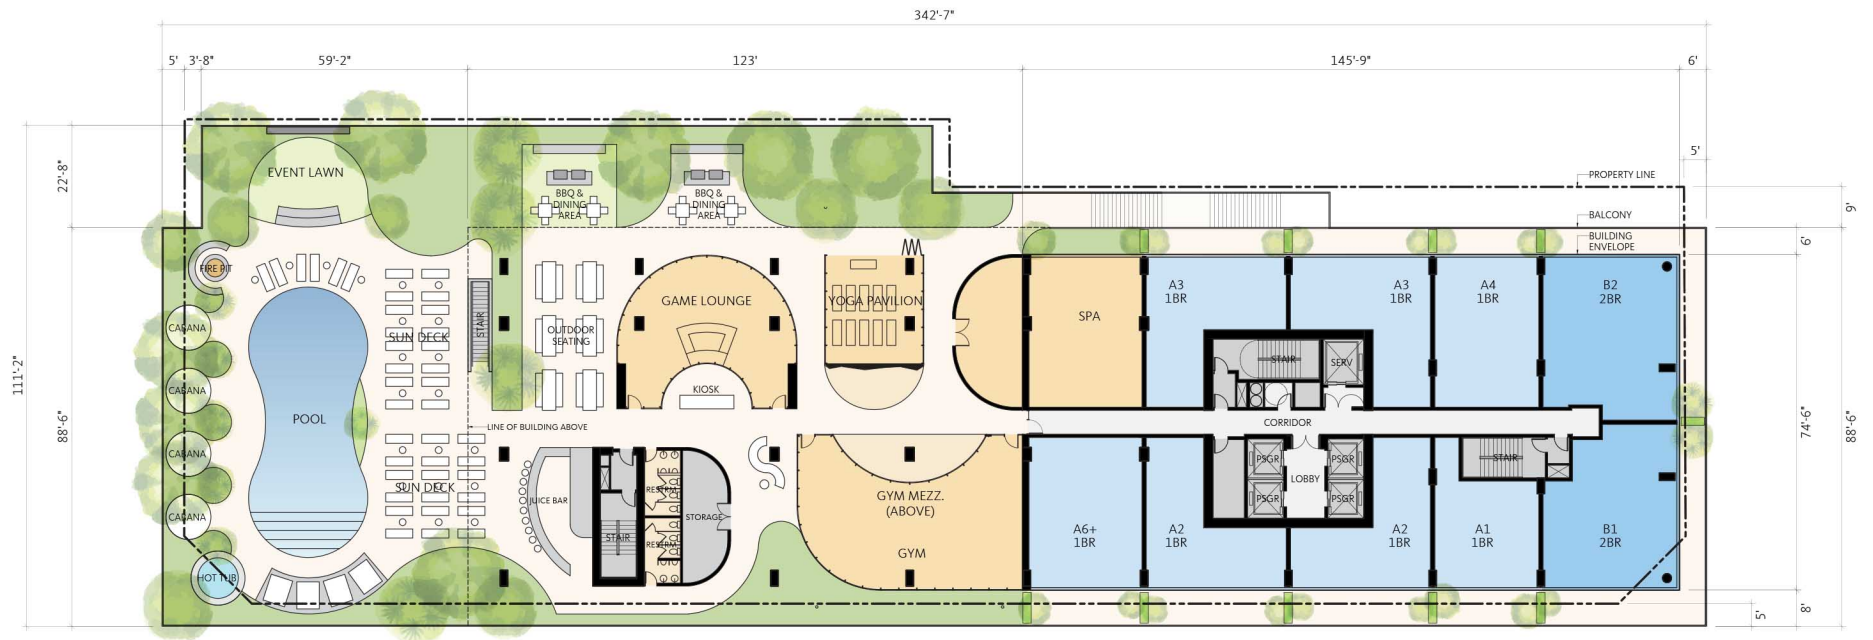 342'-7"
5'
3'-8"
59'-2"
123'
145'-9"
6'
5'
PROPERTY LINE
BALCONY
BUILDING
ENVELOPE
9'
6'
22'-8"
111'-2"
88'-6"
74'-6"
88'-6"
8'
5'
EVENT LAWN
BBQ &
DINING
AREA
BBQ &
DINING
AREA
FIRE PIT
CABANA
CABANA
CABANA
CABANA
HOT TUB
POOL
SUN DECK
SUN DECK
STAIR
OUTDOOR
SEATING
LINE OF BUILDING ABOVE
GAME LOUNGE
KIOSK
YOGA PAVILION
SPA
JUICE BAR
STAIR
RESTRM
RESTRM
STORAGE
GYM MEZZ.
(ABOVE)
GYM
A3
1BR
A3
1BR
A4
1BR
B2
2BR
STAIR
SERV
CORRIDOR
PSGR
PSGR
LOBBY
PSGR
PSGR
STAIR
A6+
1BR
A2
1BR
A2
1BR
A1
1BR
B1
2BR